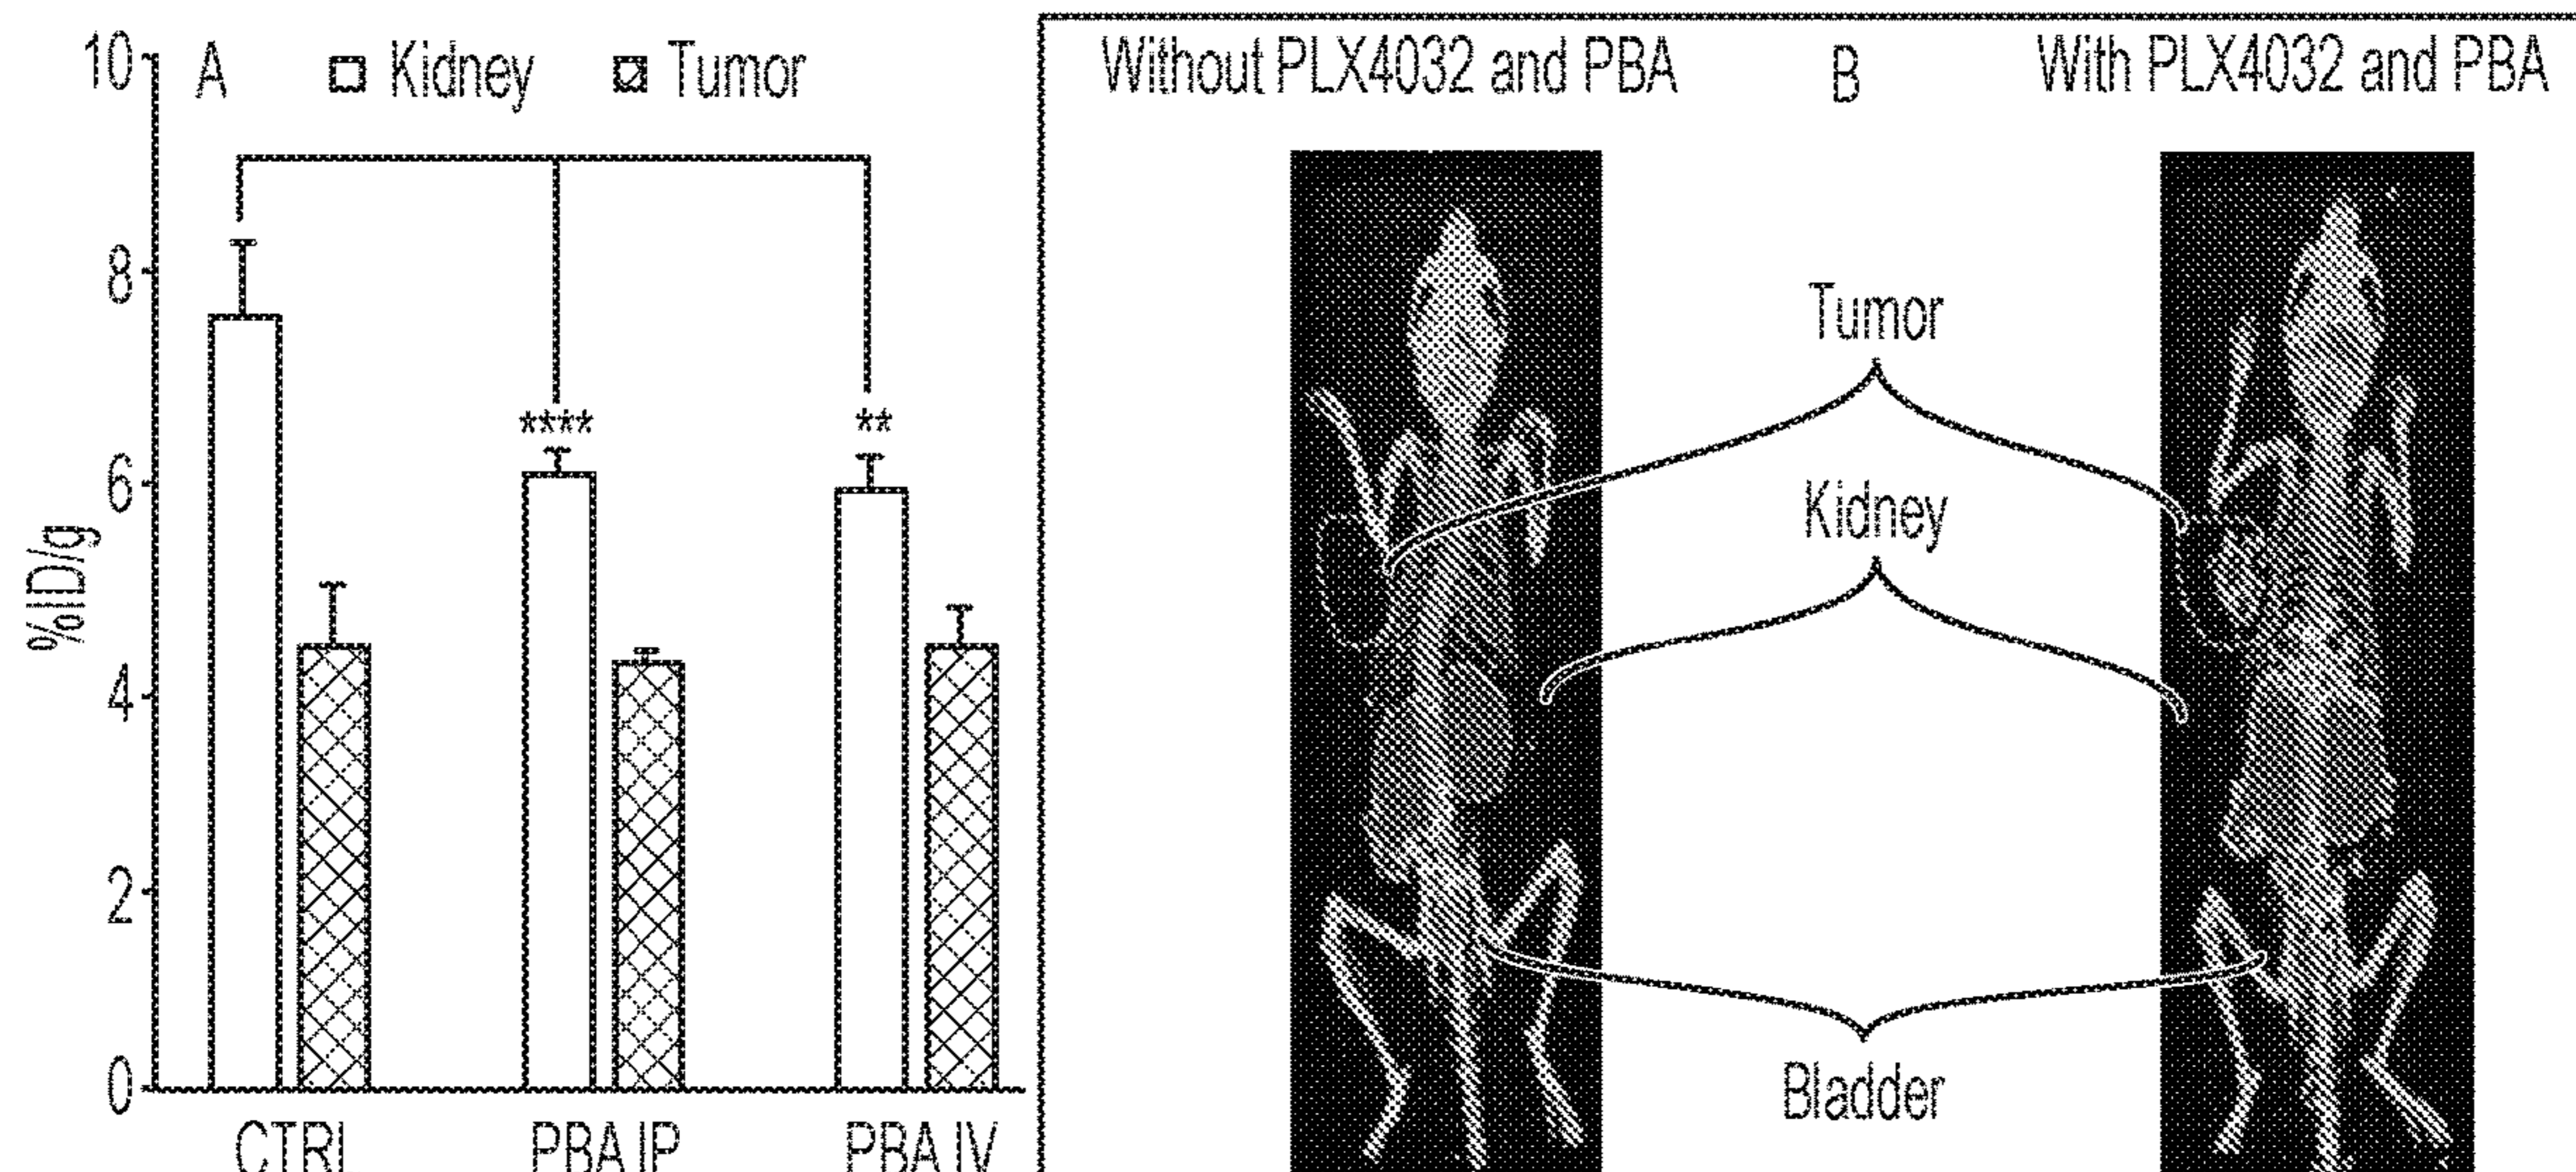 A
Kidney
Tumor
10
8
6
4
2
0
%ID/g
****
**
CTRL
PBA IP
PBA IV
Without PLX4032 and PBA
B
With PLX4032 and PBA
Tumor
Kidney
Bladder